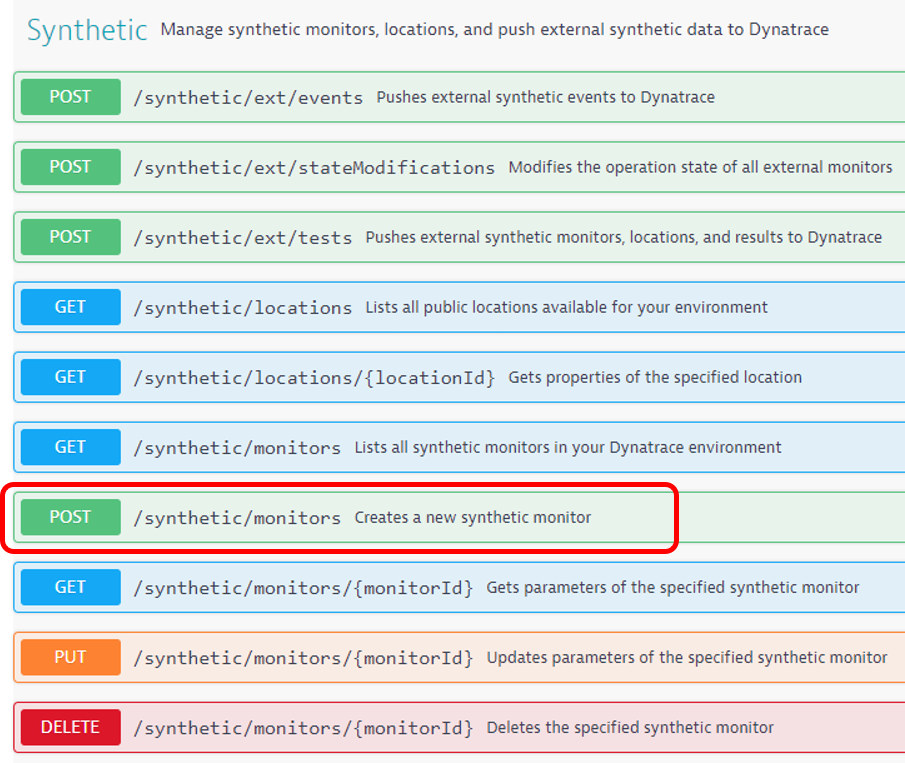 Synthetic Manage synthetic monitors, locations, and push external synthetic data to Dynatrace
POST /synthetic/ext/events Pushes external synthetic events to Dynatrace
POST /synthetic/ext/stateModifications Modifies the operation state of all external monitors
POST /synthetic/ext/tests Pushes external synthetic monitors, locations, and results to Dynatrace
GET /synthetic/locations Lists all public locations available for your environment
GET /synthetic/locations/{locationId} Gets properties of the specified location
GET /synthetic/monitors Lists all synthetic monitors in your Dynatrace environment
POST /synthetic/monitors Creates a new synthetic monitor
GET /synthetic/monitors/{monitorId} Gets parameters of the specified synthetic monitor
PUT /synthetic/monitors/{monitorId} Updates parameters of the specified synthetic monitor
DELETE /synthetic/monitors/{monitorId} Deletes the specified synthetic monitor